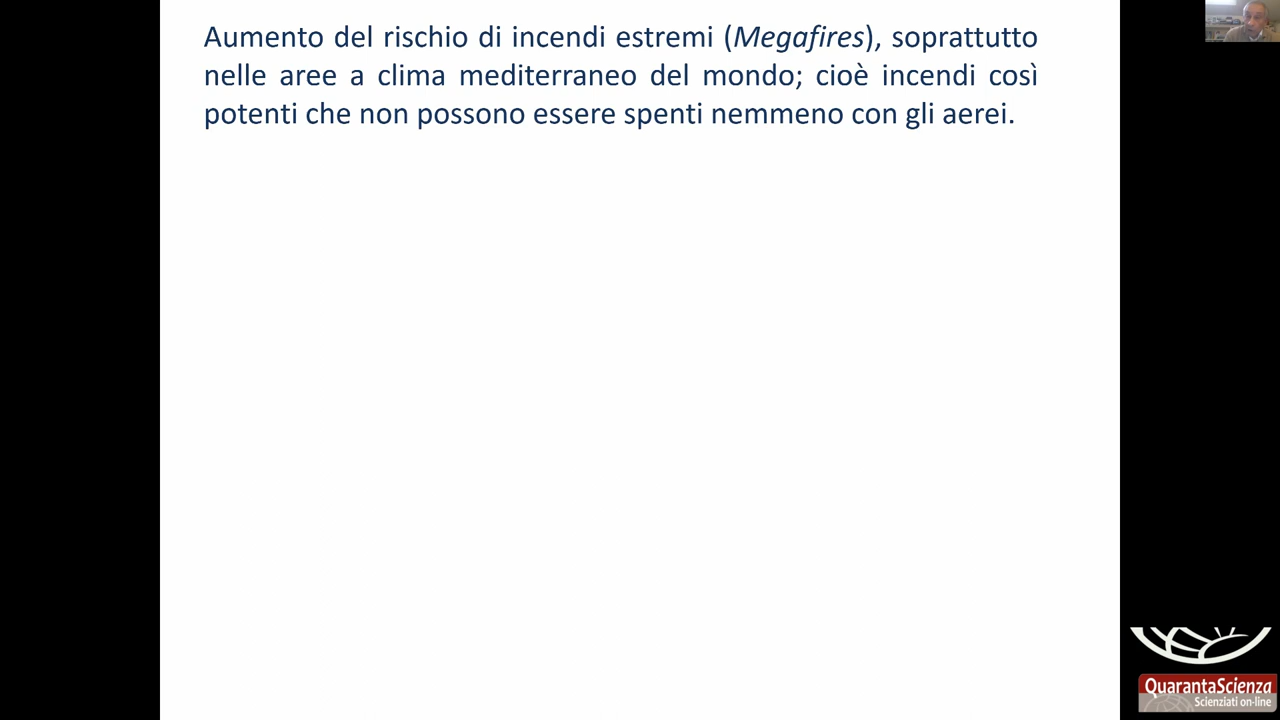 Aumento del rischio di incendi estremi (Megafires), soprattutto
nelle aree a clima mediterraneo del mondo; cioè incendi così
potenti che non possono essere spenti nemmeno con gli aerei.
QuarantaScienza
Scienziati on-line